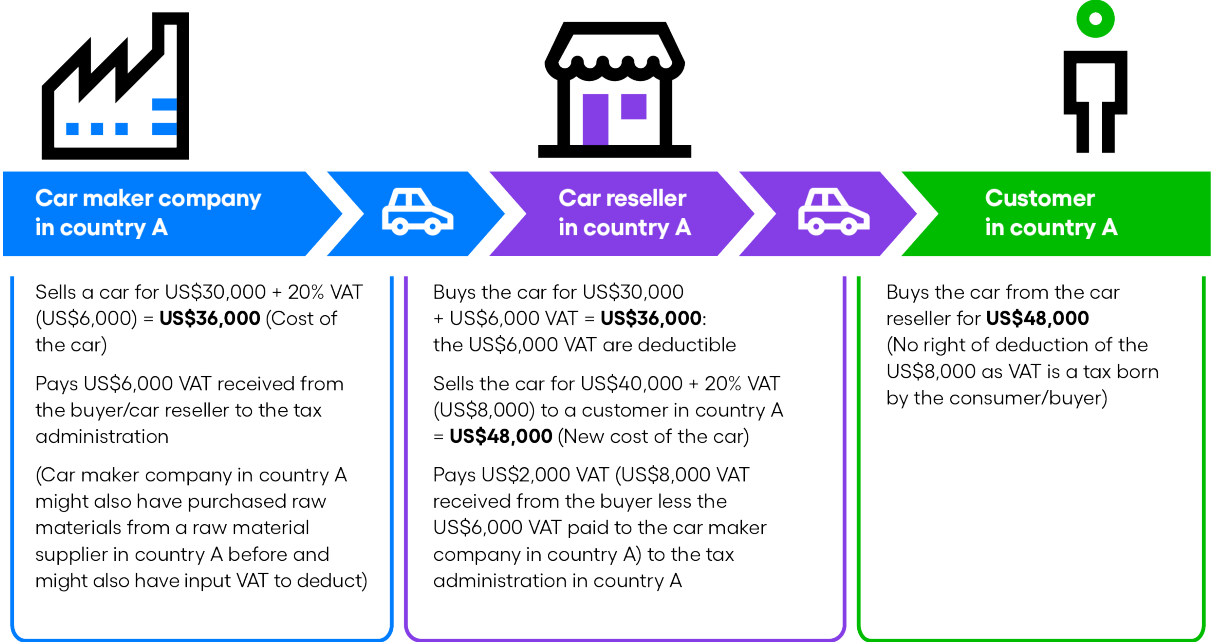 Car maker company
in country A
Car reseller
in country A
Customer
in country A
Sells a car for US$30,000 + 20% VAT
(US$6,000) = US$36,000 (Cost of
the car)
Pays US$6,000 VAT received from
the buyer/car reseller to the tax
administration
(Car maker company in country A
might also have purchased raw
materials from a raw material
supplier in country A before and
might also have input VAT to deduct)
Buys the car for US$30,000
+ US$6,000 VAT = US$36,000:
the US$6,000 VAT are deductible
Sells the car for US$40,000 + 20% VAT
(US$8,000) to a customer in country A
= US$48,000 (New cost of the car)
Pays US$2,000 VAT (US$8,000 VAT
received from the buyer less the
US$6,000 VAT paid to the car maker
company in country A) to the tax
administration in country A
Buys the car from the car
reseller for US$48,000
(No right of deduction of the
US$8,000 as VAT is a tax born
by the consumer/buyer)